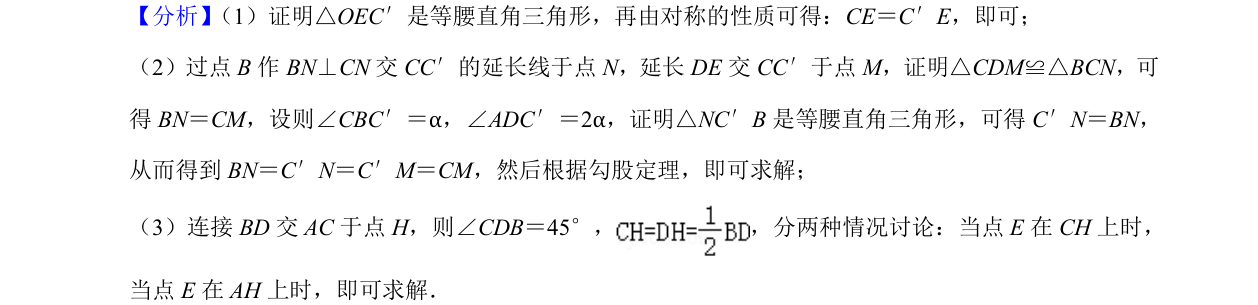 【分析】（1）证明△OEC′是等腰直角三角形，再由对称的性质可得：CE＝C′E，即可；
（2）过点 B 作 BN⊥CN 交 CC′的延长线于点 N，延长 DE 交 CC′于点 M，证明△CDM≌△BCN，可
得 BN＝CM，设则∠CBC′＝α，∠ADC′＝2α，证明△NC′B 是等腰直角三角形，可得 C′N＝BN，
从而得到 BN＝C′N＝C′M＝CM，然后根据勾股定理，即可求解；
（3）连接 BD 交 AC 于点 H，则∠CDB＝45°，CH=DH=\frac{1}{2}BD，分两种情况讨论：当点 E 在 CH 上时，
当点 E 在 AH 上时，即可求解．